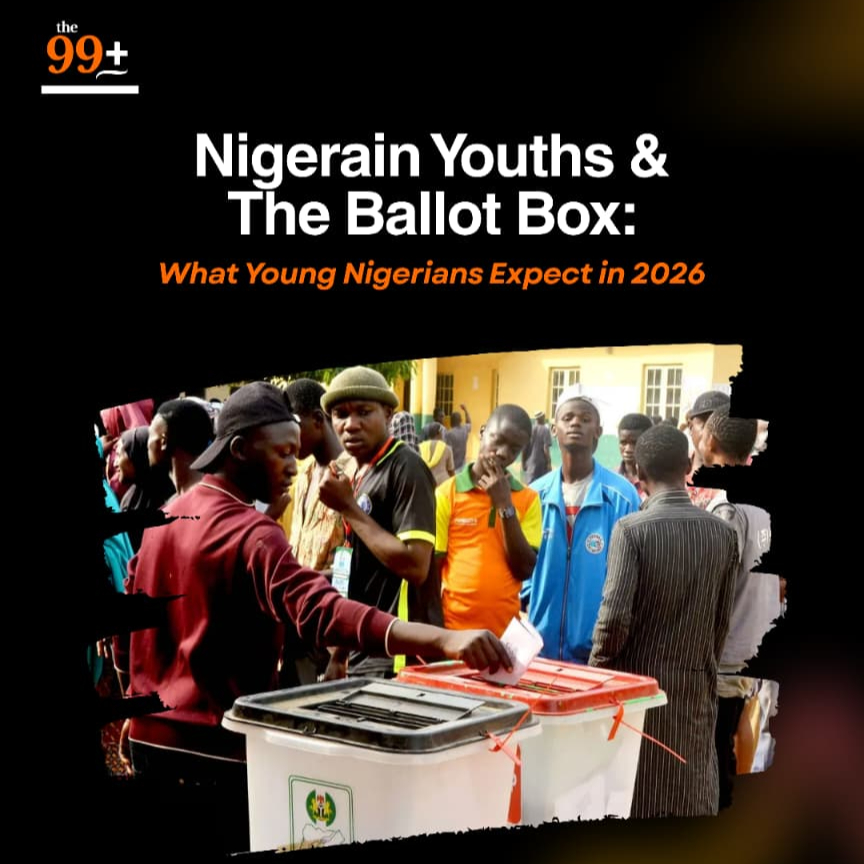 the
99+
Nigerain Youths &
The Ballot Box:
What Young Nigerians Expect in 2026